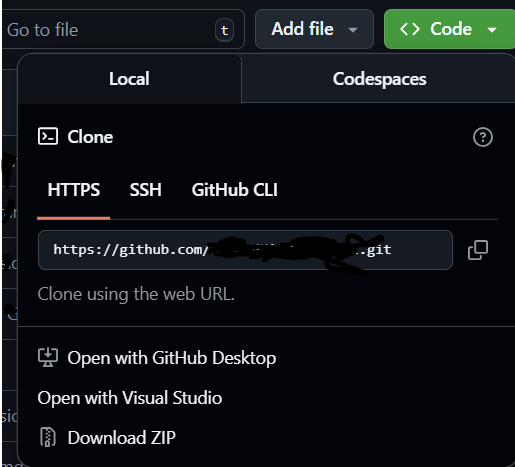 Go to file t Add file Code
Local Codespaces
Clone
HTTPS SSH GitHub CLI
https://github.com/ .git
Clone using the web URL.
Open with GitHub Desktop
Open with Visual Studio
Download ZIP